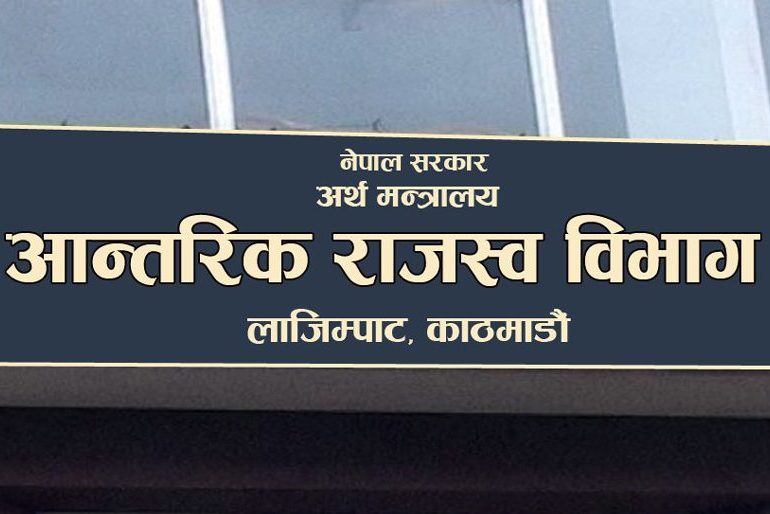 नेपाल सरकार
अर्थ मन्त्रालय
आन्तरिक राजस्व विभाग
लाजिम्पाट, काठमाडौं